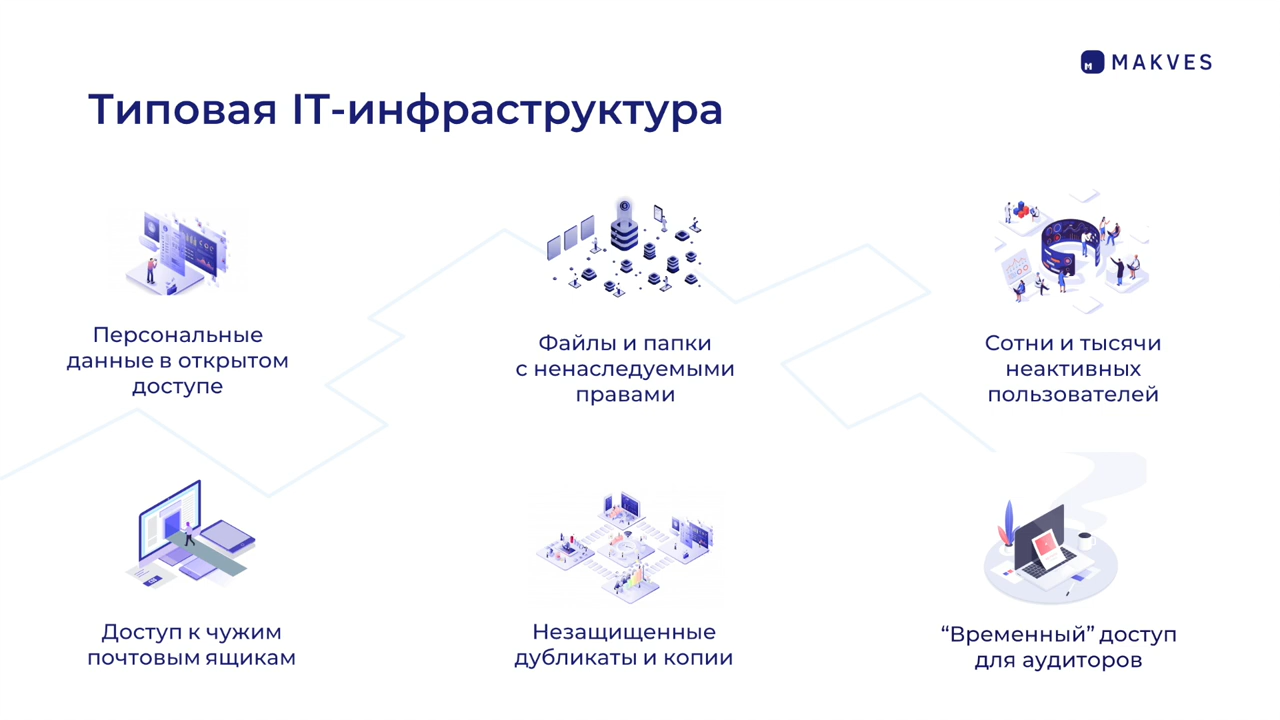 MAKVES
Типовая IT-инфраструктура
Персональные
данные в открытом
доступе
Файлы и папки
с ненаследуемыми
правами
Сотни и тысячи
неактивных
пользователей
Доступ к чужим
почтовым ящикам
Незащищенные
дубликаты и копии
“Временный” доступ
для аудиторов